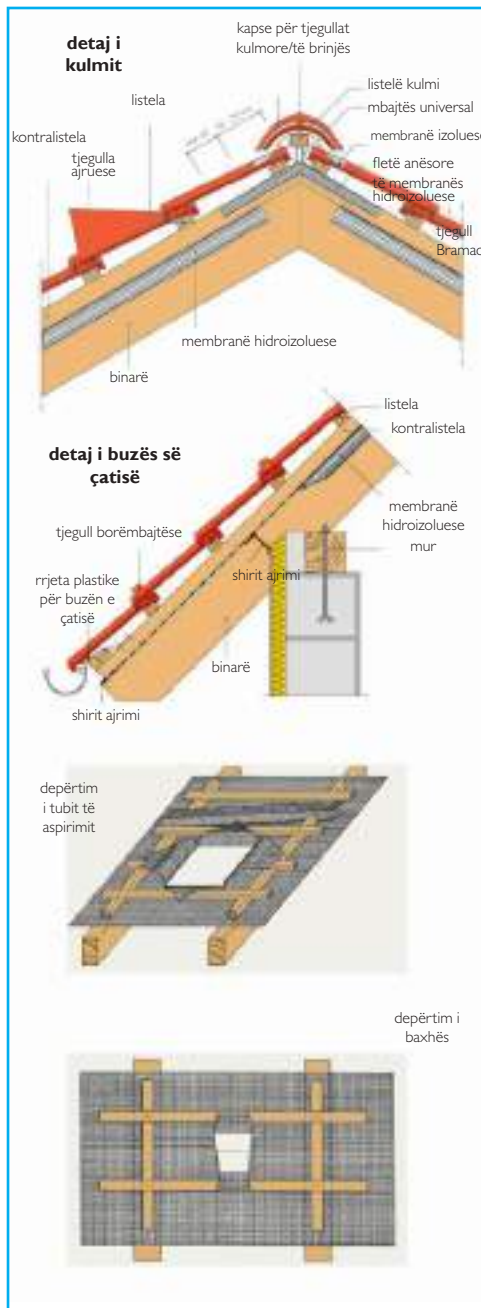 detaj i
kulmit
kapse për tjegullat
kulmore/të brinjës
listelë kulmi
mbajtës universal
membranë izoluese
fletë anësore
të membranës
hidroizoluese
tjegull
Bramac
listela
kontralistela
tjegulla
ajruese
membranë hidroizoluese
binarë
detaj i buzës së
çatisë
listela
kontralistela
membranë
hidroizoluese
mur
tjegull borëmbajtëse
shirit ajrimi
rrjeta plastike
për buzën e
çatisë
binarë
shirit ajrimi
depërtim
i tubit të
aspirimit
depërtim i
baxhës